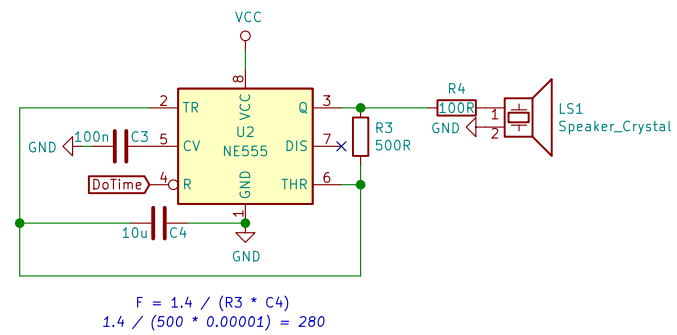 VCC
8
2 TR VCC Q 3
R4
100R
1
2
LS1
Speaker_Crystal
GND
R3
500R
GND 100n C3 5 CV
U2
NE555
DIS 7
DoTime 4 R
GND
THR 6
1
10u C4
GND
F = 1.4 / (R3 * C4)
1.4 / (500 * 0.00001) = 280